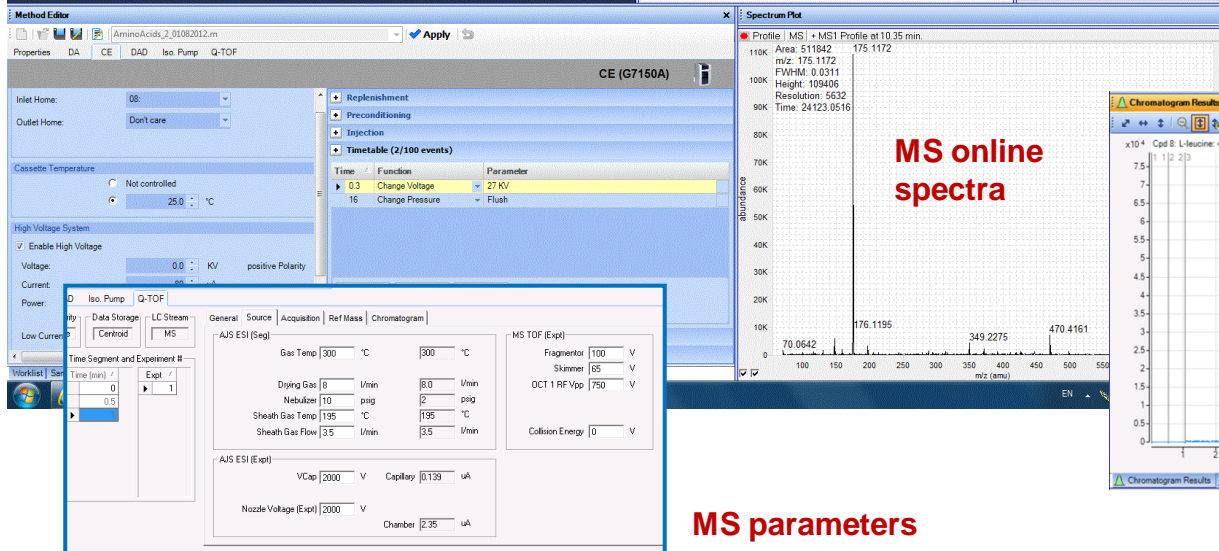 Method Editor
x
AminoAcids_2_01082012.m
Apply
Properties DA CE DAD Iso. Pump Q-TOF
CE (G7150A)
Inlet Home: 08:
Outlet Home: Don't care
Cassette Temperature
Not controlled
25.0 °C
High Voltage System
Enable High Voltage
Voltage: 0.0 KV positive Polarity
Current:
Power:
Low Curren
Worklist
Replenishment
Preconditioning
Injection
Timetable (2/100 events)
Time Function Parameter
0.3 Change Voltage 27 KV
16 Change Pressure Flush
Iso. Pump Q-TOF
Data Storage LC Stream
Centroid MS
Time Segment and Experiment #
Time (min) Expt
0 1
0.5
General Source Acquisition Ref Mass Chromatogram
AJS ESI (Seg)
Gas Temp 300 °C 300 °C
Drying Gas 8 l/min 8.0 l/min
Nebulizer 10 psig 2 psig
Sheath Gas Temp 195 °C 195 °C
Sheath Gas Flow 3.5 l/min 3.5 l/min
AJS ESI (Expt)
VCap 2000 V Capillary 0.139 uA
Nozzle Voltage (Expt) 2000 V
Chamber 2.35 uA
MS TOF (Expt)
Fragmentor 100 V
Skimmer 65 V
OCT 1 RF Vpp 750 V
Collision Energy 0 V
Spectrum Plot
Profile MS + MS1 Profile at 10.35 min.
Area: 511842
m/z: 175.1172
FWHM: 0.0311
Height: 109406
Resolution: 5632
Time: 24123.0516
175.1172
110K
100K
90K
80K
70K
60K
50K
40K
30K
20K
10K
0
abundance
70.0642
176.1195
349.2275
470.4161
100 150 200 250 300 350 400 450 500 550
m/z (amu)
EN
MS online
spectra
Chromatogram Results
x10 4 Cpd 8: L-leucine:
1 1 2 2 3
7.5
7
6.5
6
5.5
5
4.5
4
3.5
3
2.5
2
1.5
1
0.5
0
1 2
Chromatogram Results
MS parameters